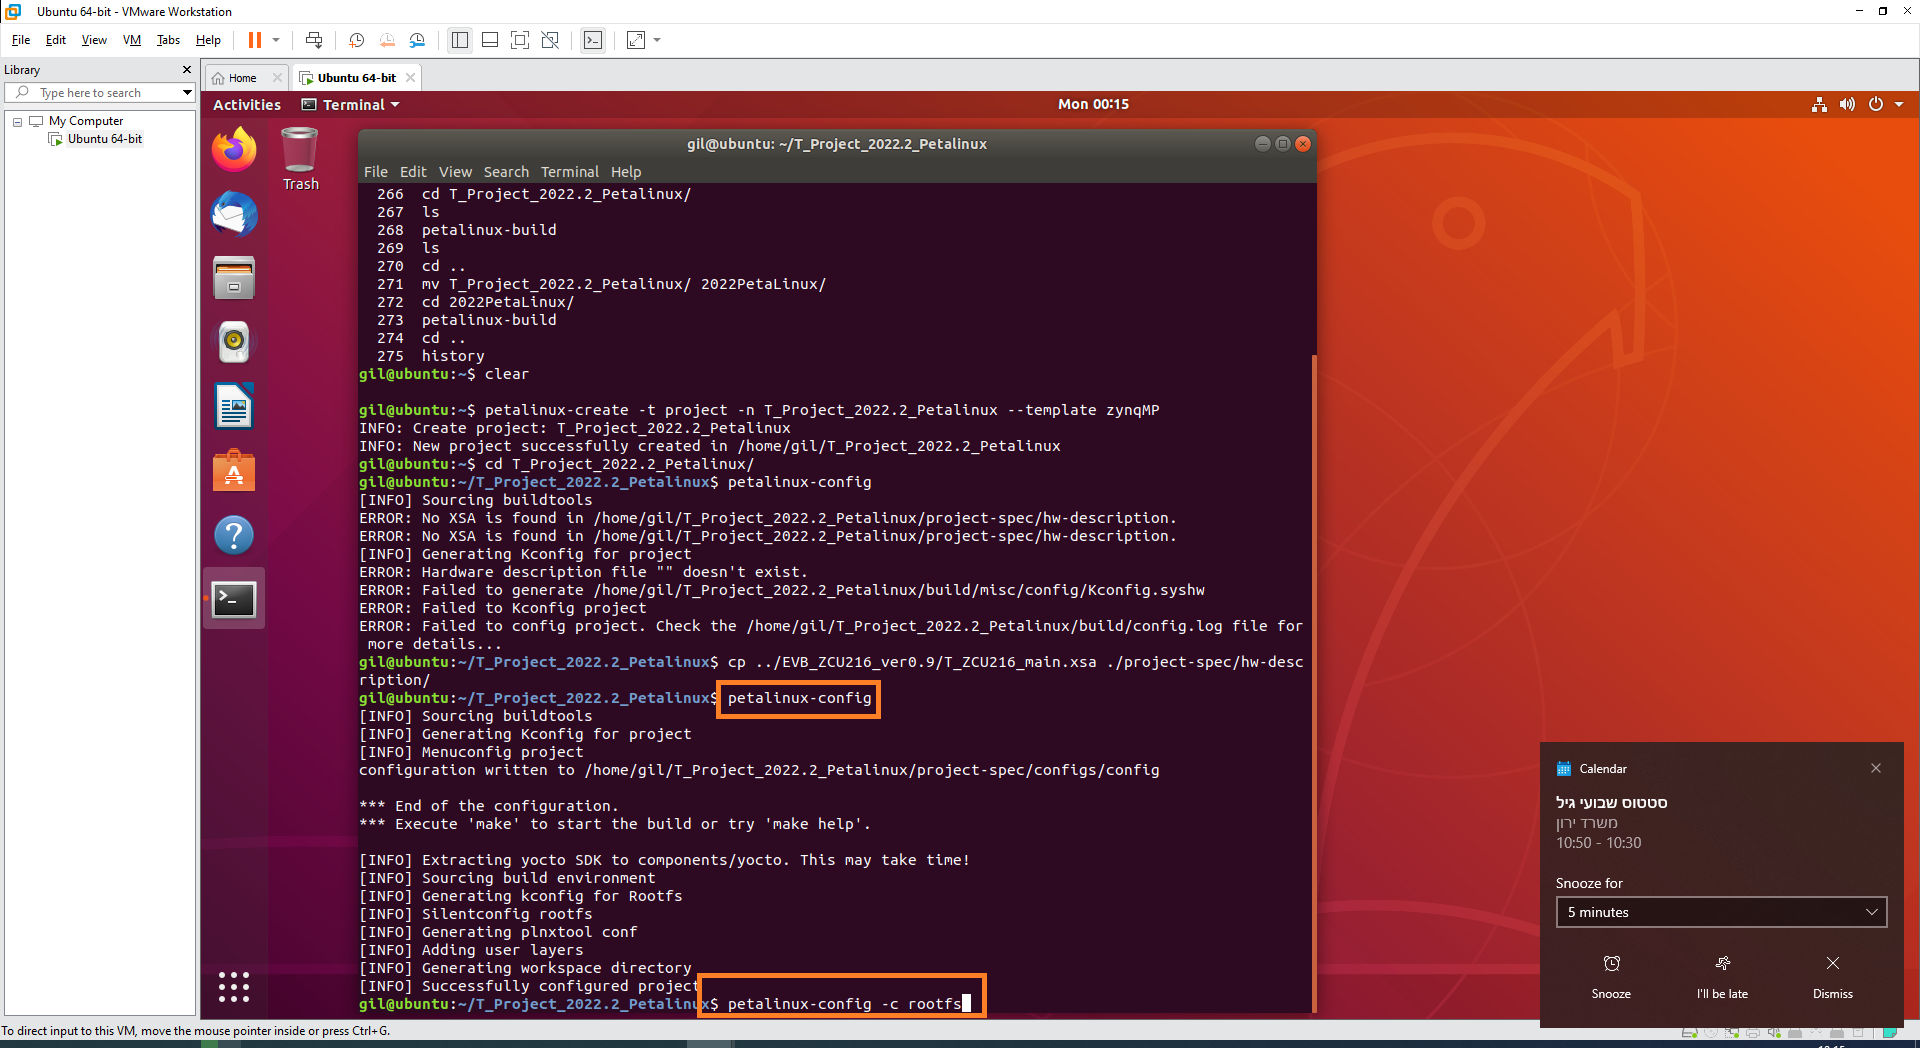 Ubuntu 64-bit - VMware Workstation
File Edit View VM Tabs Help
Library
Type here to search
My Computer
Ubuntu 64-bit
Home
Ubuntu 64-bit
Activities
Terminal
Mon 00:15
Trash
gil@ubuntu: ~/T_Project_2022.2_Petalinux
File Edit View Search Terminal Help
266 cd T_Project_2022.2_Petalinux/
267 ls
268 petalinux-build
269 ls
270 cd ..
271 mv T_Project_2022.2_Petalinux/ 2022PetaLinux/
272 cd 2022PetaLinux/
273 petalinux-build
274 cd ..
275 history
gil@ubuntu:~$ clear
gil@ubuntu:~$ petalinux-create -t project -n T_Project_2022.2_Petalinux --template zynqMP
INFO: Create project: T_Project_2022.2_Petalinux
INFO: New project successfully created in /home/gil/T_Project_2022.2_Petalinux
gil@ubuntu:~$ cd T_Project_2022.2_Petalinux/
gil@ubuntu:~/T_Project_2022.2_Petalinux$ petalinux-config
[INFO] Sourcing buildtools
ERROR: No XSA is found in /home/gil/T_Project_2022.2_Petalinux/project-spec/hw-description.
ERROR: No XSA is found in /home/gil/T_Project_2022.2_Petalinux/project-spec/hw-description.
[INFO] Generating Kconfig for project
ERROR: Hardware description file "" doesn't exist.
ERROR: Failed to generate /home/gil/T_Project_2022.2_Petalinux/build/misc/config/Kconfig.syshw
ERROR: Failed to Kconfig project
ERROR: Failed to config project. Check the /home/gil/T_Project_2022.2_Petalinux/build/config.log file for
more details...
gil@ubuntu:~/T_Project_2022.2_Petalinux$ cp ../EVB_ZCU216_ver0.9/T_ZCU216_main.xsa ./project-spec/hw-desc
ription/
gil@ubuntu:~/T_Project_2022.2_Petalinux$ petalinux-config
[INFO] Sourcing buildtools
[INFO] Generating Kconfig for project
[INFO] Menuconfig project
configuration written to /home/gil/T_Project_2022.2_Petalinux/project-spec/configs/config
*** End of the configuration.
*** Execute 'make' to start the build or try 'make help'.
[INFO] Extracting yocto SDK to components/yocto. This may take time!
[INFO] Sourcing build environment
[INFO] Generating kconfig for Rootfs
[INFO] Silentconfig rootfs
[INFO] Generating plnxtool conf
[INFO] Adding user layers
[INFO] Generating workspace directory
[INFO] Successfully configured project
gil@ubuntu:~/T_Project_2022.2_Petalinux$ petalinux-config -c rootfs
Calendar
סטטוס שבועי גיל
משרד ירון
10:50 - 10:30
Snooze for
5 minutes
Snooze
I'll be late
Dismiss
To direct input to this VM, move the mouse pointer inside or press Ctrl+G.